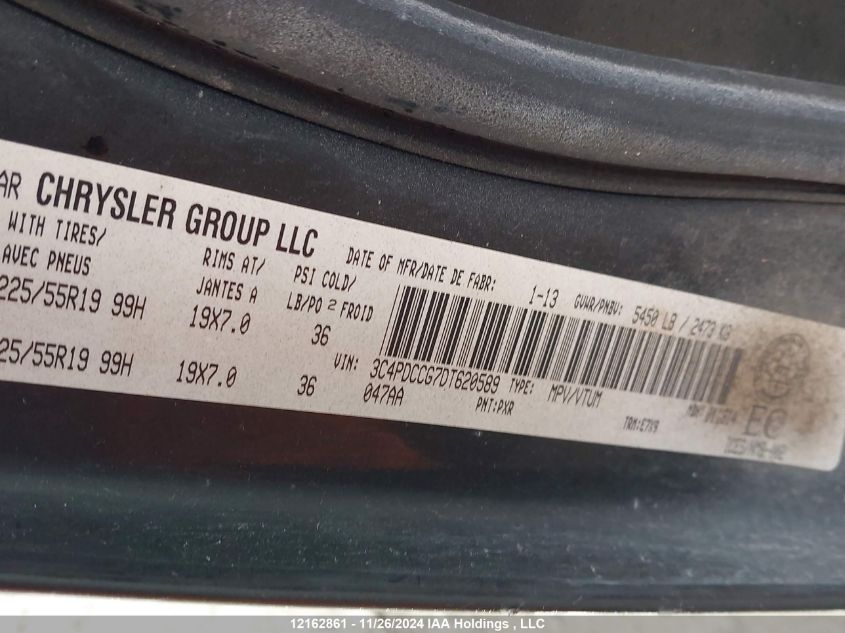 AR CHRYSLER GROUP LLC
DATE OF MFR/DATE DE FABR: 1-13 GVWR/PNBV: 5450 LB / 2473 KG
WITH TIRES/
AVEC PNEUS
RIMS AT/
JANTES A
PSI COLD/
LB/PO 2 FROID
225/55R19 99H 19X7.0 36
25/55R19 99H 19X7.0 36
VIN: 3C4PDCCG7DT620589 TYPE: MPV/VTUM
047AA PNT:PXR TRM:E7X9
EC
12162861 - 11/26/2024 IAA Holdings , LLC